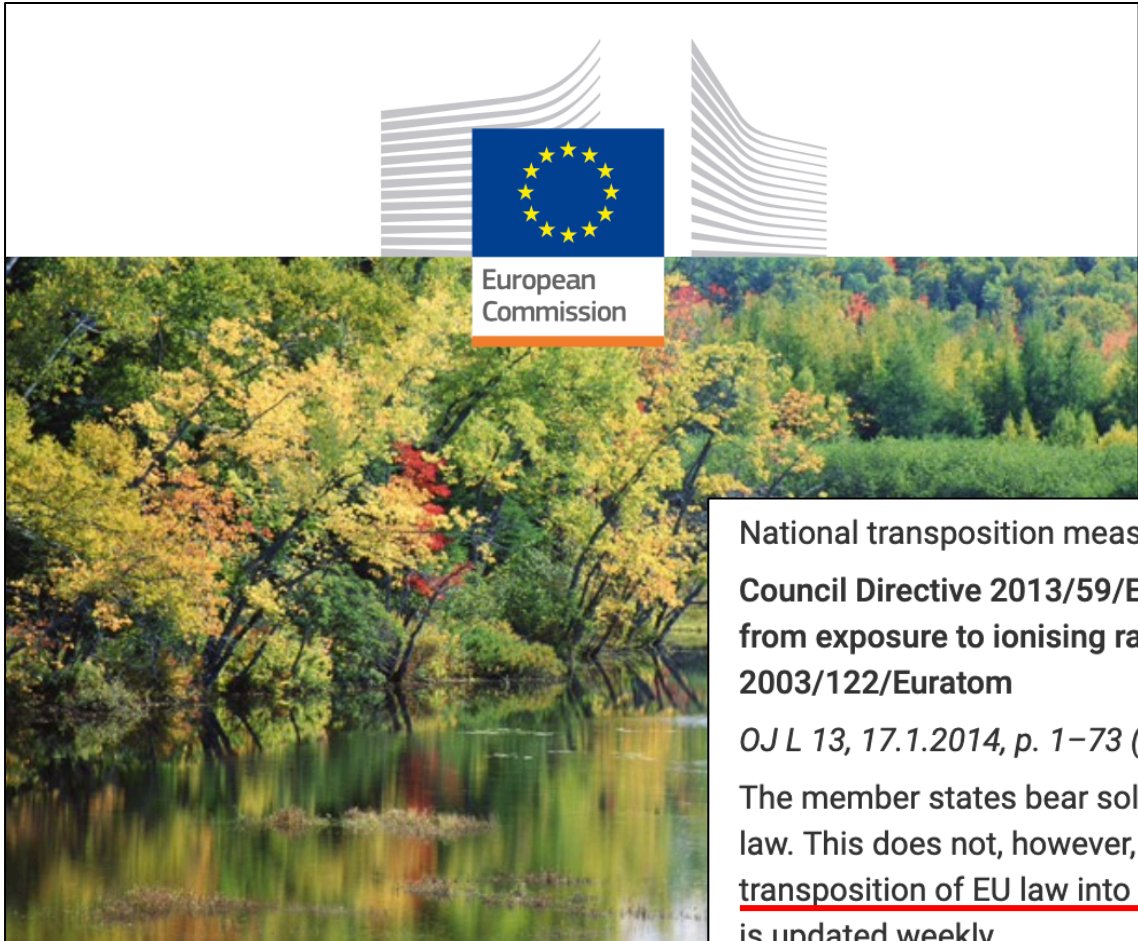 European
Commission
National transposition meas
Council Directive 2013/59/E
from exposure to ionising ra
2003/122/Euratom
OJ L 13, 17.1.2014, p. 1–73 (
The member states bear sol
law. This does not, however,
transposition of EU law into
is updated weekly